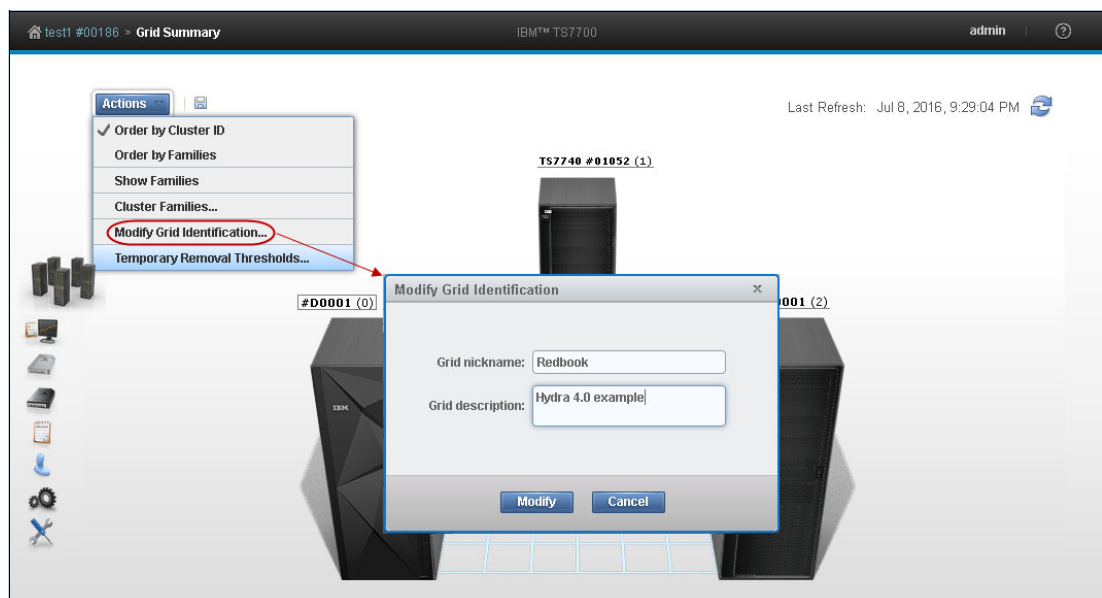 test1 #00186 > Grid Summary
IBM™ TS7700
admin
Actions
Last Refresh: Jul 8, 2016, 9:29:04 PM
Order by Cluster ID
Order by Families
Show Families
Cluster Families...
Modify Grid Identification...
Temporary Removal Thresholds...
TS7740 #01052 (1)
#D0001 (0)
0001 (2)
IBM
Modify Grid Identification
Grid nickname: Redbook
Grid description: Hydra 4.0 example
Modify
Cancel